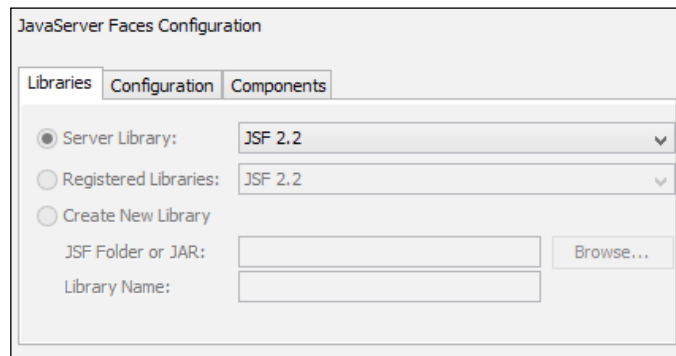 JavaServer Faces Configuration
Libraries Configuration Components
Server Library: JSF 2.2
Registered Libraries: JSF 2.2
Create New Library
JSF Folder or JAR: Browse...
Library Name: